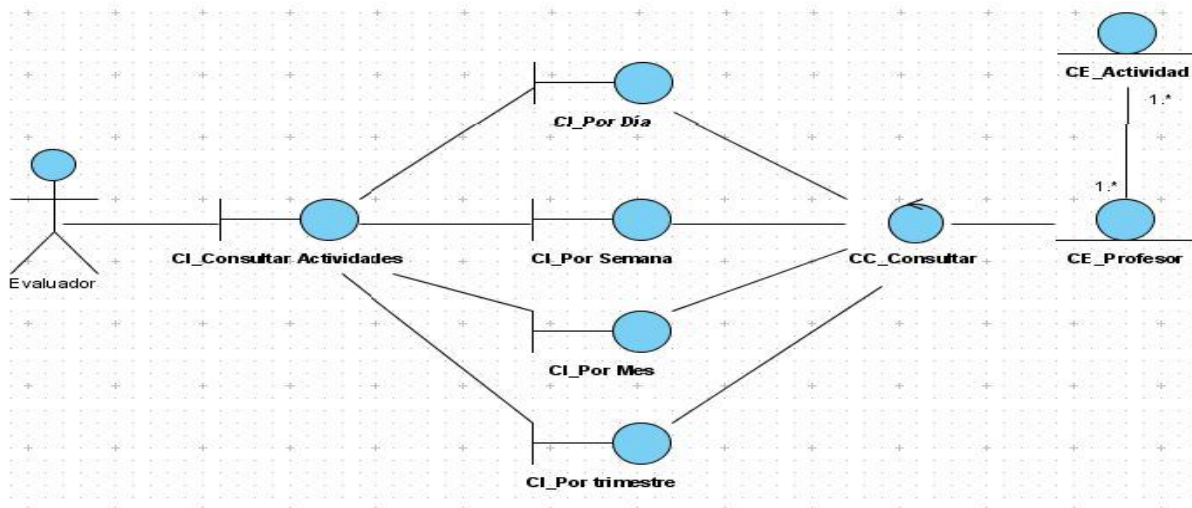 CE_Actividad
1.*
CI_Por Día
1.*
CI_Consultar Actividades
CI_Por Semana
CC_Consultar
CE_Profesor
Evaluador
CI_Por Mes
CI_Por trimestre